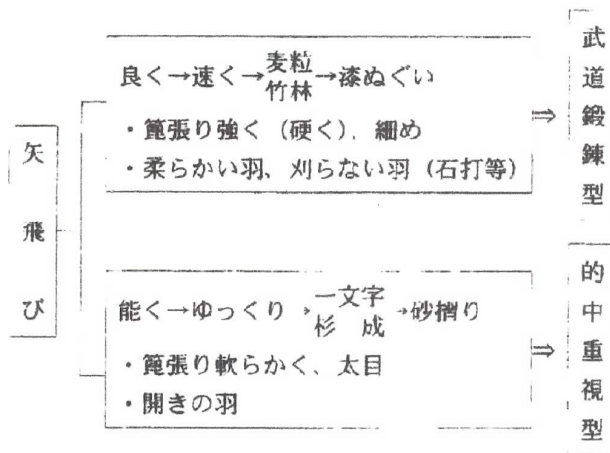 矢飛び
良く→速く→麦粒竹林→漆ぬぐい
・箆張り強く（硬く）、細め
・柔らかい羽、刈らない羽（石打等）
⇒
武道鍛錬型
能く→ゆっくり→一文字杉成→砂摺り
・箆張り軟らかく、太目
・開きの羽
⇒
的中重視型